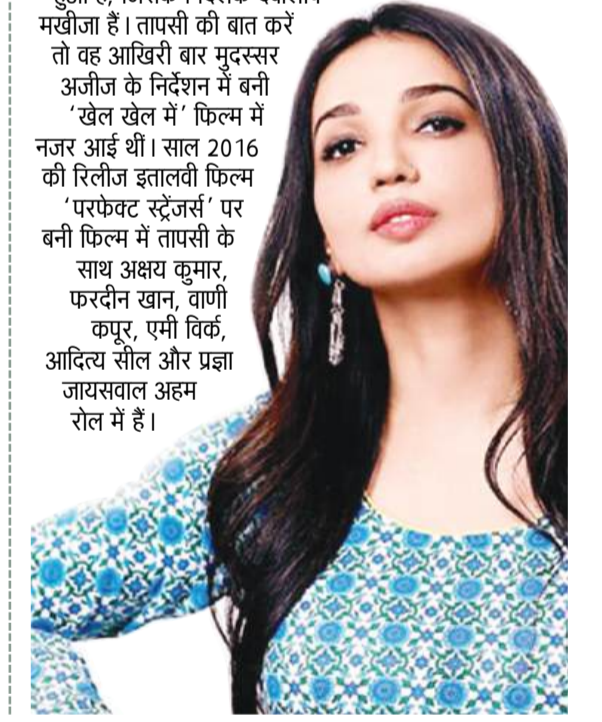 मखीजा हैं। तापसी की बात करें
तो वह आखिरी बार मुदस्सर
अजीज के निर्देशन में बनी
‘खेल खेल में’ फिल्म में
नजर आई थीं। साल 2016
की रिलीज इतालवी फिल्म
‘परफेक्ट स्ट्रेंजर्स’ पर
बनी फिल्म में तापसी के
साथ अक्षय कुमार,
फरदीन खान, वाणी
कपूर, एमी विर्क,
आदित्य सील और प्रज्ञा
जायसवाल अहम
रोल में हैं।